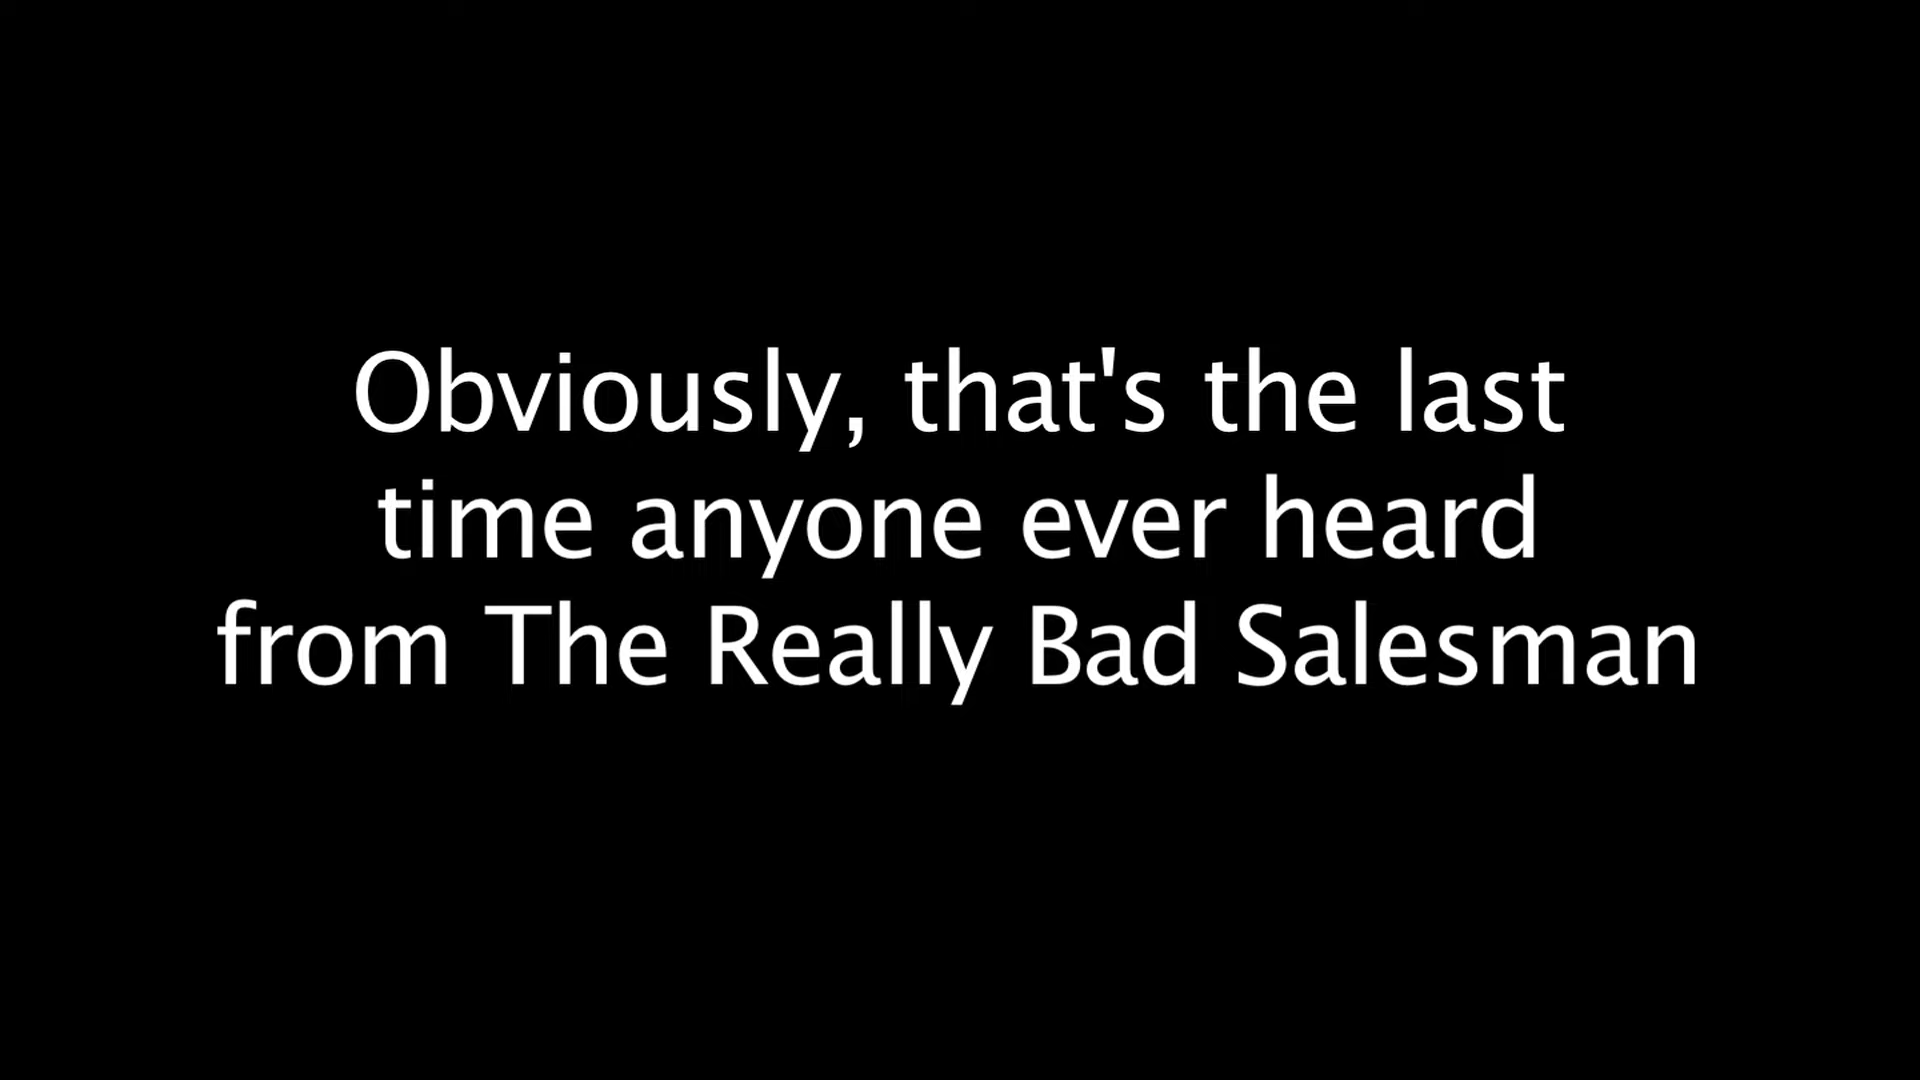 Obviously, that's the last
time anyone ever heard
from The Really Bad Salesman